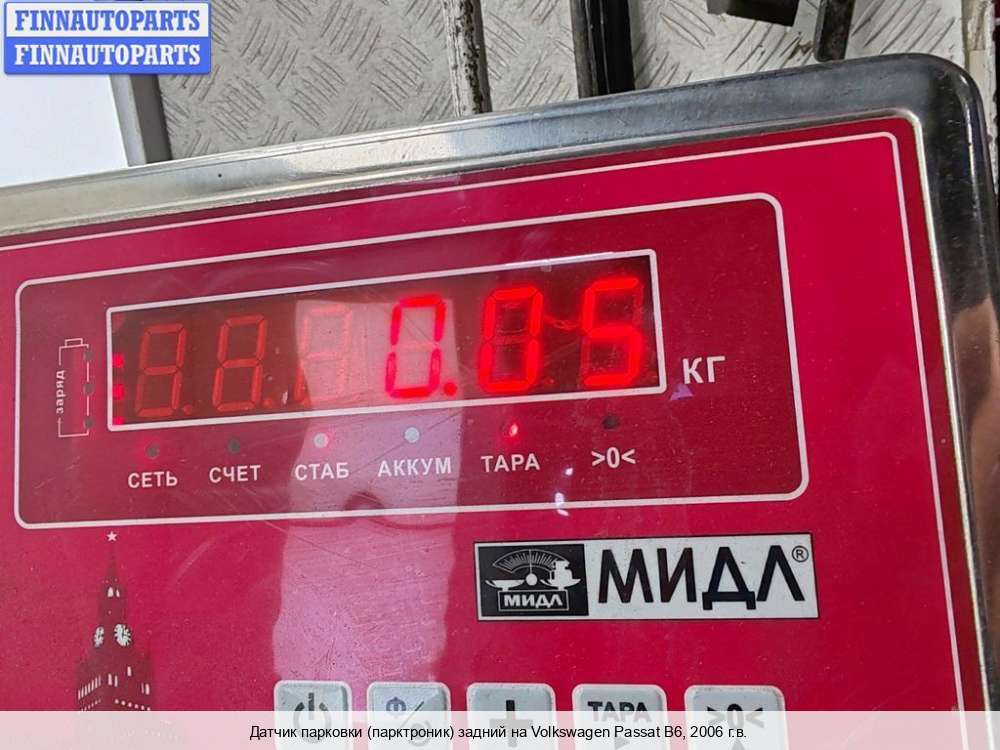 FINNAUTOPARTS
FINNAUTOPARTS
0.05 КГ
заряд
СЕТЬ СЧЕТ СТАБ АККУМ ТАРА >0<
МИДЛ МИДЛ®
Ф ТАРА >0<
Датчик парковки (парктроник) задний на Volkswagen Passat B6, 2006 г.в.